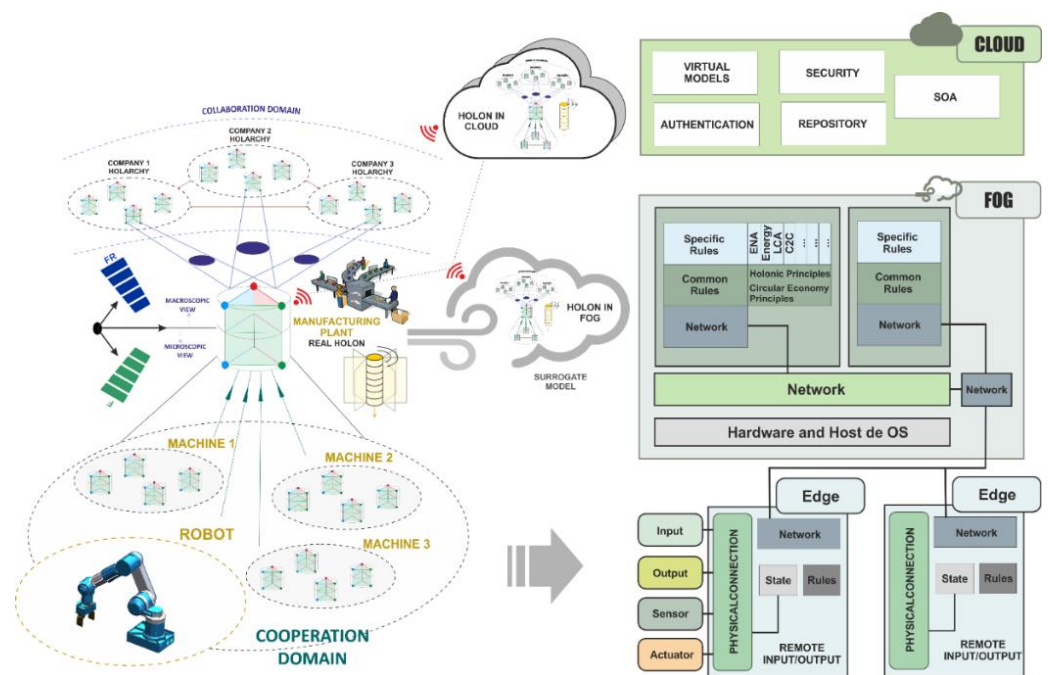 COLLABORATION DOMAIN
COMPANY 2
HOLARCHY
COMPANY 1
HOLARCHY
COMPANY 3
HOLARCHY
HOLON IN
CLOUD
FR
MACROSCOPIC
VIEW
MICROSCOPIC
VIEW
F
MANUFACTURING
PLANT
REAL HOLON
HOLON IN
FOG
SURROGATE
MODEL
MACHINE 1
MACHINE 2
ROBOT
MACHINE 3
COOPERATION
DOMAIN
CLOUD
VIRTUAL
MODELS
SECURITY
SOA
AUTHENTICATION
REPOSITORY
FOG
Specific
Rules
ENA
Energy
LCA
C2C
...
...
...
Common
Rules
Holonic Principles
Circular Economy
Principles
Network
Specific
Rules
Common
Rules
Network
Network
Network
Hardware and Host de OS
Edge
Input
Output
Sensor
Actuator
PHYSICALCONNECTION
Network
State
Rules
REMOTE
INPUT/OUTPUT
Edge
PHYSICALCONNECTION
Network
State
Rules
REMOTE
INPUT/OUTPUT